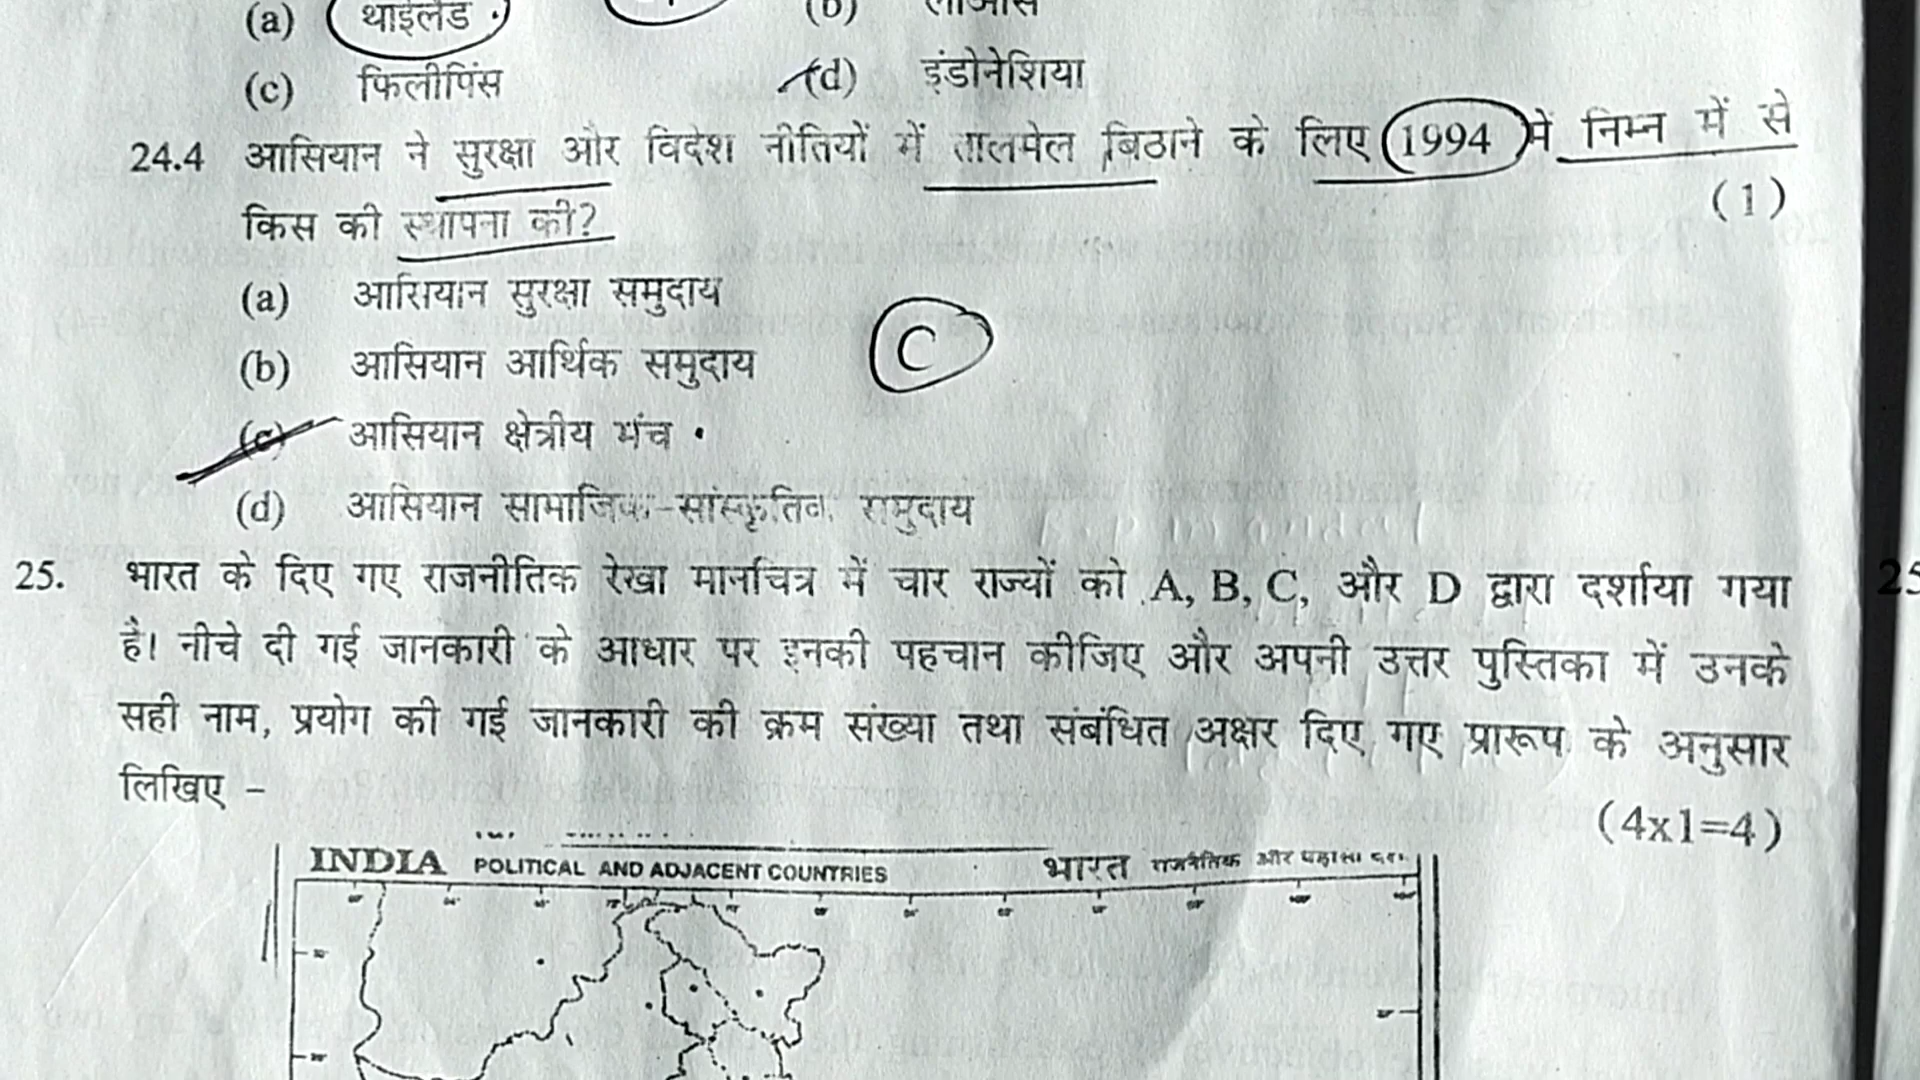 (a) थाईलैंड (b) लाओस
(c) फिलीपिंस (d) इंडोनेशिया
24.4 आसियान ने सुरक्षा और विदेश नीतियों में तालमेल बिठाने के लिए 1994 में निम्न में से
किस की स्थापना की? (1)
(a) आसियान सुरक्षा समुदाय
C
(b) आसियान आर्थिक समुदाय
(c) आसियान क्षेत्रीय मंच
(d) आसियान सामाजिक-सांस्कृतिक समुदाय
25. भारत के दिए गए राजनीतिक रेखा मानचित्र में चार राज्यों को A, B, C, और D द्वारा दर्शाया गया
है। नीचे दी गई जानकारी के आधार पर इनकी पहचान कीजिए और अपनी उत्तर पुस्तिका में उनके
सही नाम, प्रयोग की गई जानकारी की क्रम संख्या तथा संबंधित अक्षर दिए गए प्रारूप के अनुसार
लिखिए -
(4x1=4)
INDIA POLITICAL AND ADJACENT COUNTRIES भारत राजनैतिक और